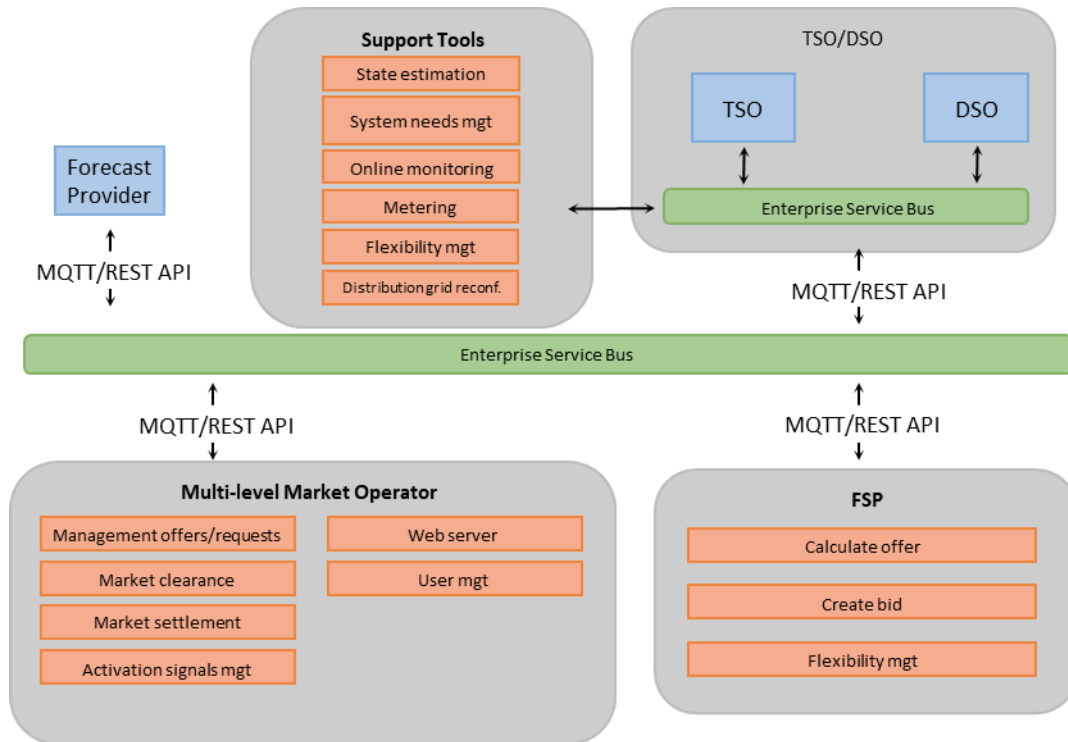 Support Tools
State estimation
System needs mgt
Online monitoring
Metering
Flexibility mgt
Distribution grid reconf.
TSO/DSO
TSO
DSO
Enterprise Service Bus
Forecast
Provider
MQTT/REST API
MQTT/REST API
Enterprise Service Bus
MQTT/REST API
MQTT/REST API
Multi-level Market Operator
Management offers/requests
Market clearance
Market settlement
Activation signals mgt
Web server
User mgt
FSP
Calculate offer
Create bid
Flexibility mgt